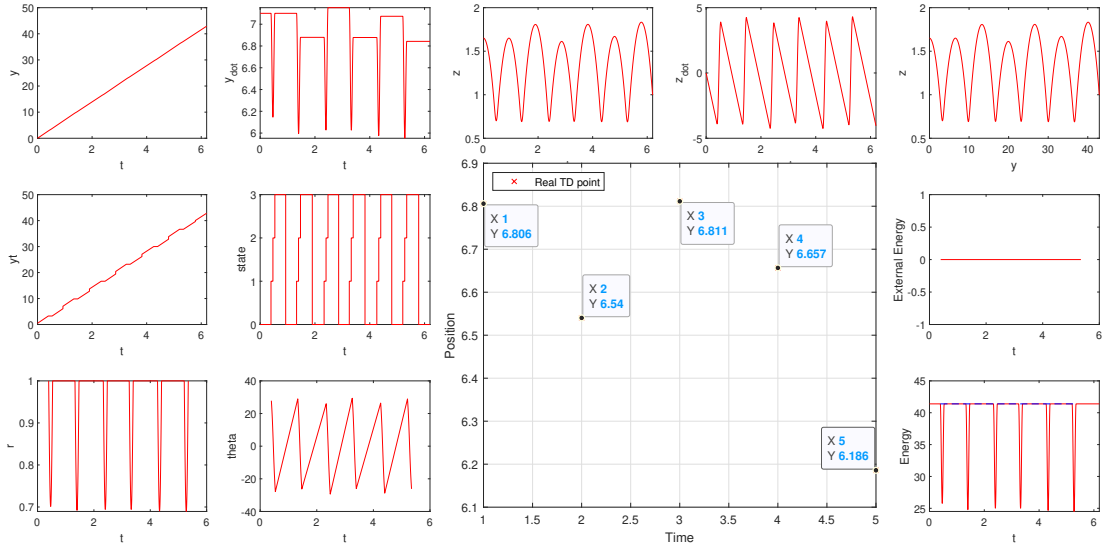 50
40
30
20
10
0
y
0 2 4 6
t
7
6.8
6.6
6.4
6.2
6
y_dot
0 2 4 6
t
2
1.5
1
0.5
z
0 2 4 6
5
0
-5
z_dot
0 2 4 6
2
1.5
1
0.5
z
0 10 20 30 40
y
50
40
30
20
10
0
yt
0 2 4 6
t
3
2
1
0
state
0 2 4 6
t
6.9
6.8
6.7
6.6
6.5
6.4
6.3
6.2
6.1
Position
× Real TD point
X 1
Y 6.806
X 2
Y 6.54
X 3
Y 6.811
X 4
Y 6.657
X 5
Y 6.186
1 1.5 2 2.5 3 3.5 4 4.5 5
Time
1
0.5
0
-0.5
-1
External Energy
0 2 4 6
t
1
0.9
0.8
0.7
r
0 2 4 6
t
40
20
0
-20
-40
theta
0 2 4 6
t
45
40
35
30
25
Energy
0 2 4 6
t